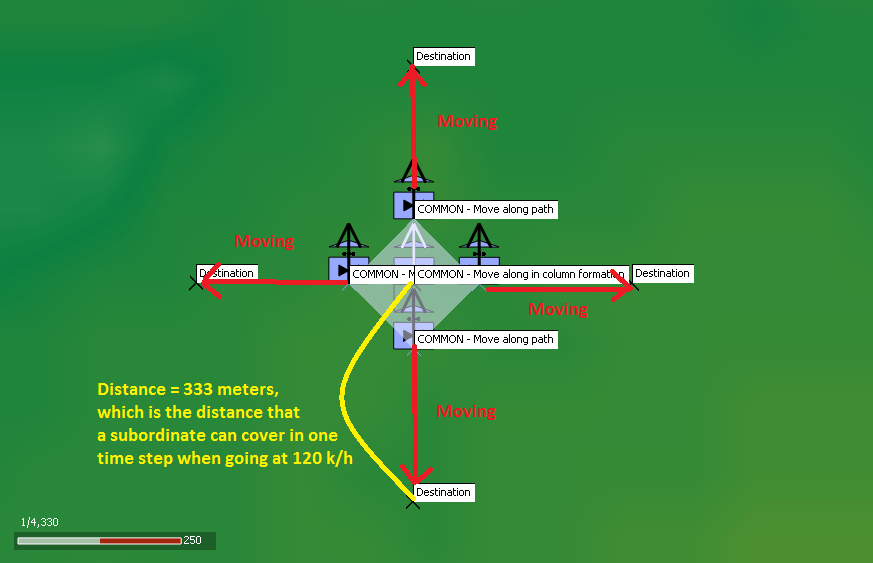 Destination
Moving
COMMON - Move along path
Moving
Destination
COMMON - M
COMMON - Move along in column formation
Destination
Moving
COMMON - Move along path
Distance = 333 meters,
which is the distance that
a subordinate can cover in one
time step when going at 120 k/h
Moving
Destination
1/4,330
250